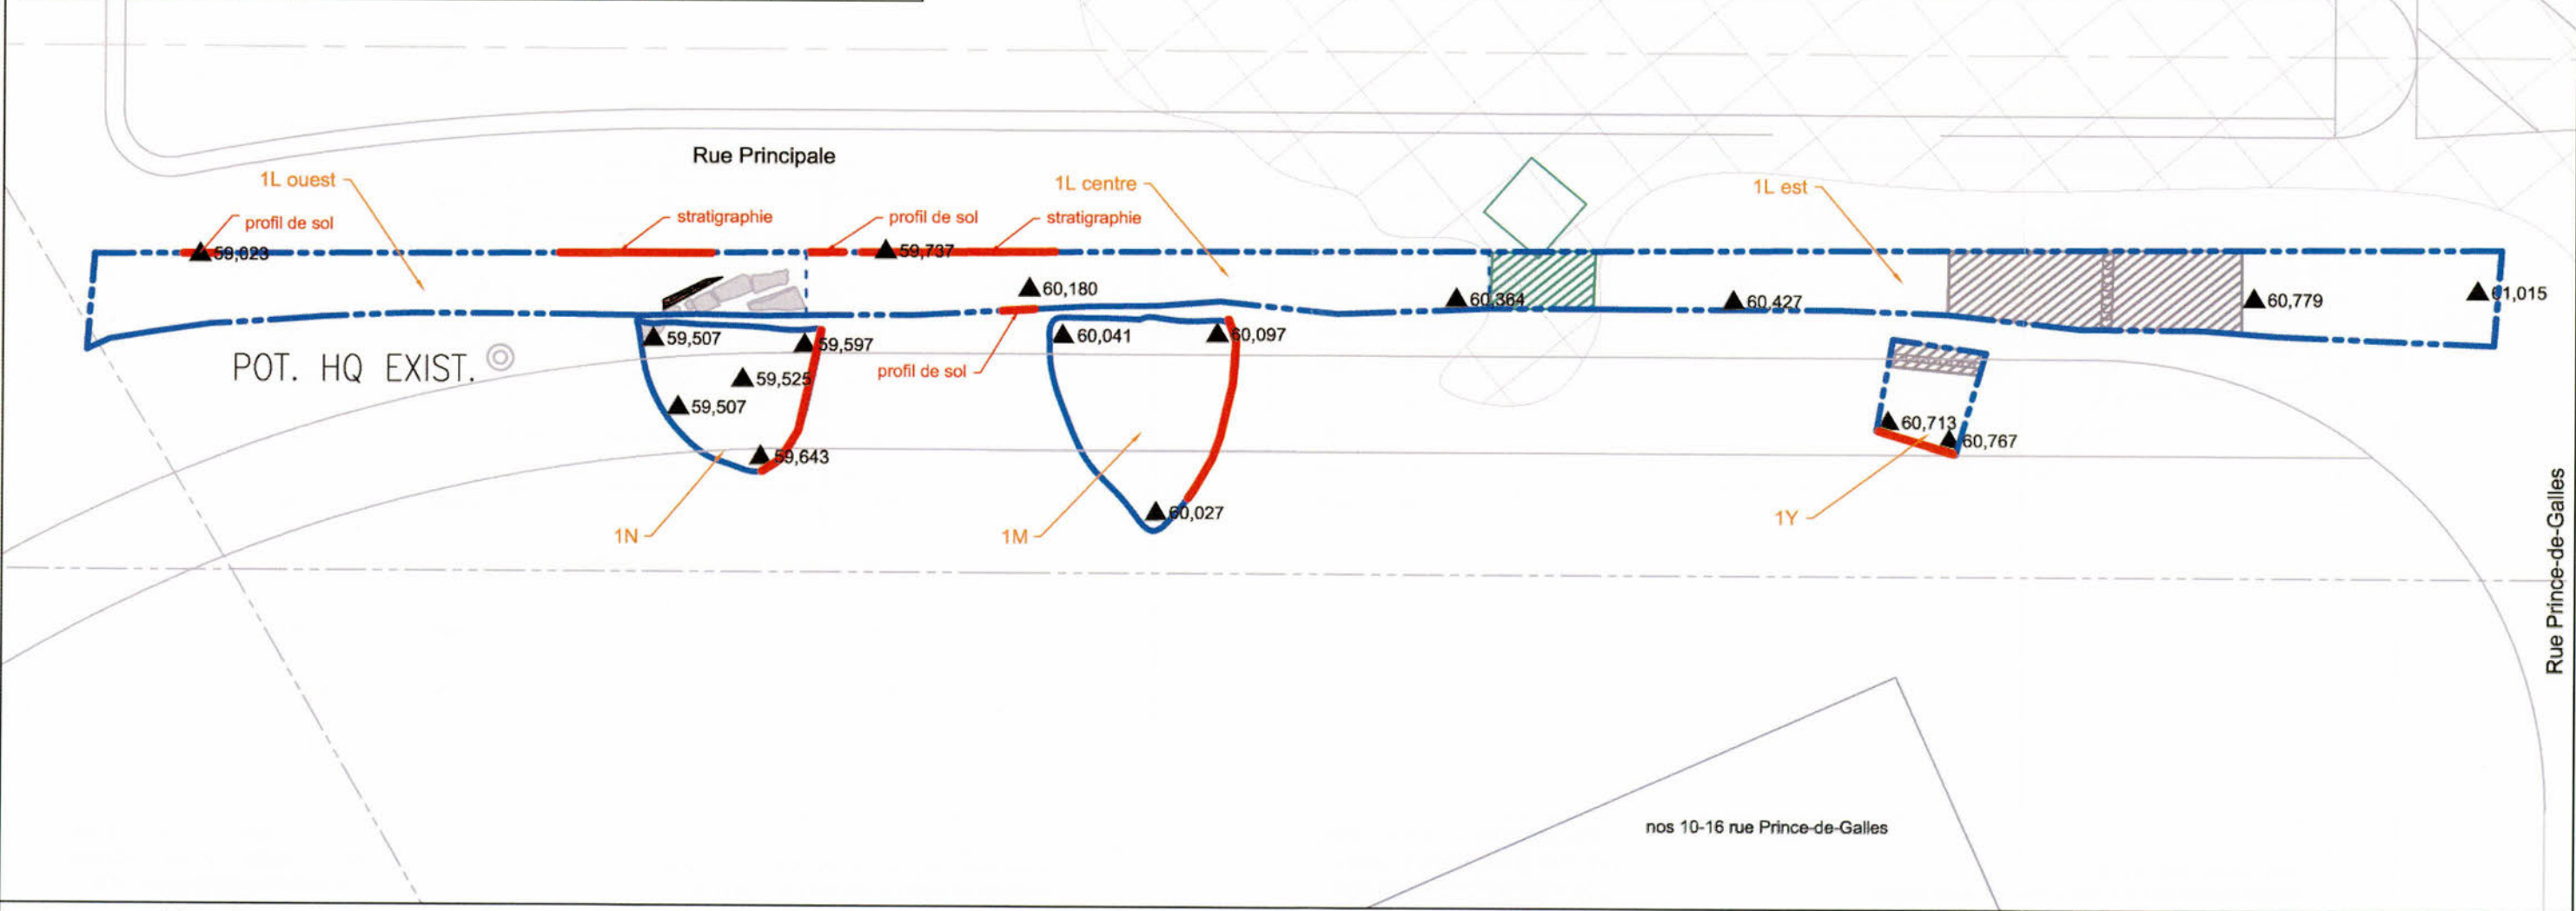 Rue Principale
1L ouest
1L centre
1L est
profil de sol
stratigraphie
profil de sol
stratigraphie
59,023
59,737
60,180
60,364
60,427
60,779
61,015
59,507
59,597
60,041
60,097
POT. HQ EXIST.
profil de sol
59,525
59,507
60,713
60,767
59,643
60,027
1N
1M
1Y
Rue Prince-de-Galles
nos 10-16 rue Prince-de-Galles